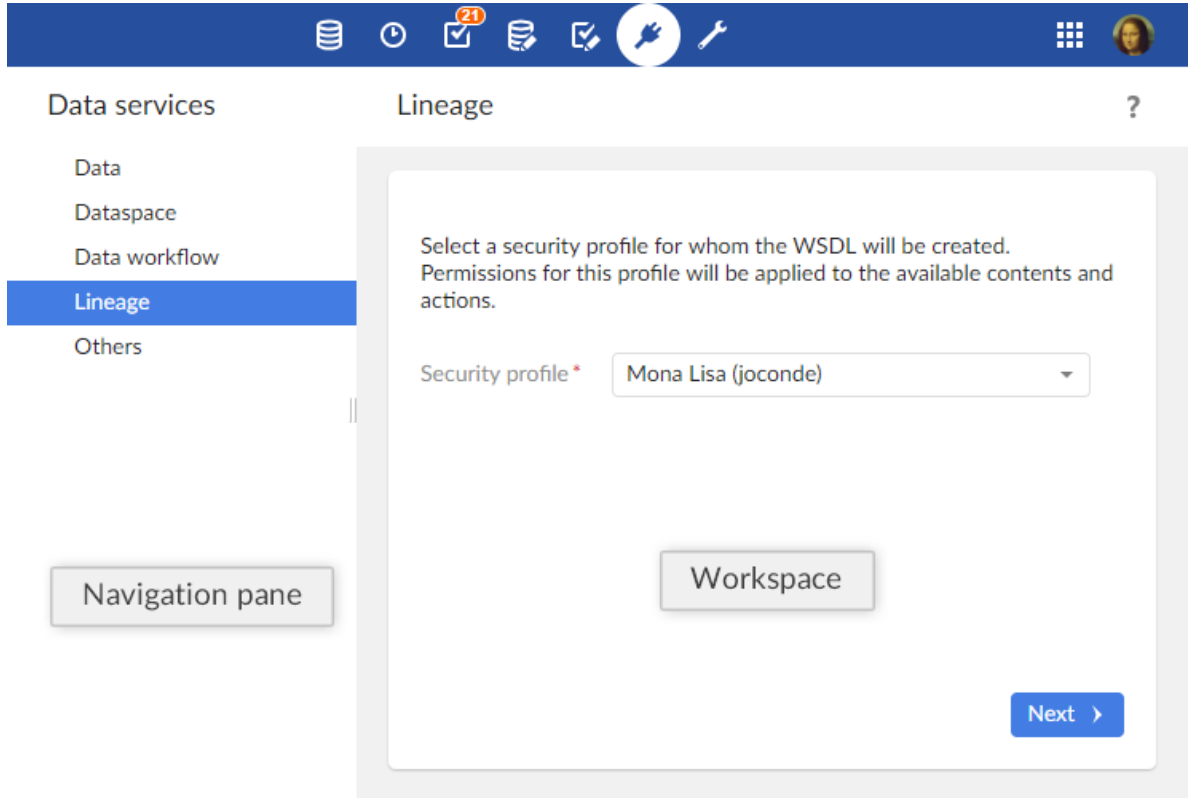 21
Data services
Lineage
?
Data
Dataspace
Data workflow
Lineage
Others
Select a security profile for whom the WSDL will be created.
Permissions for this profile will be applied to the available contents and
actions.
Security profile*
Mona Lisa (joconde)
Navigation pane
Workspace
Next